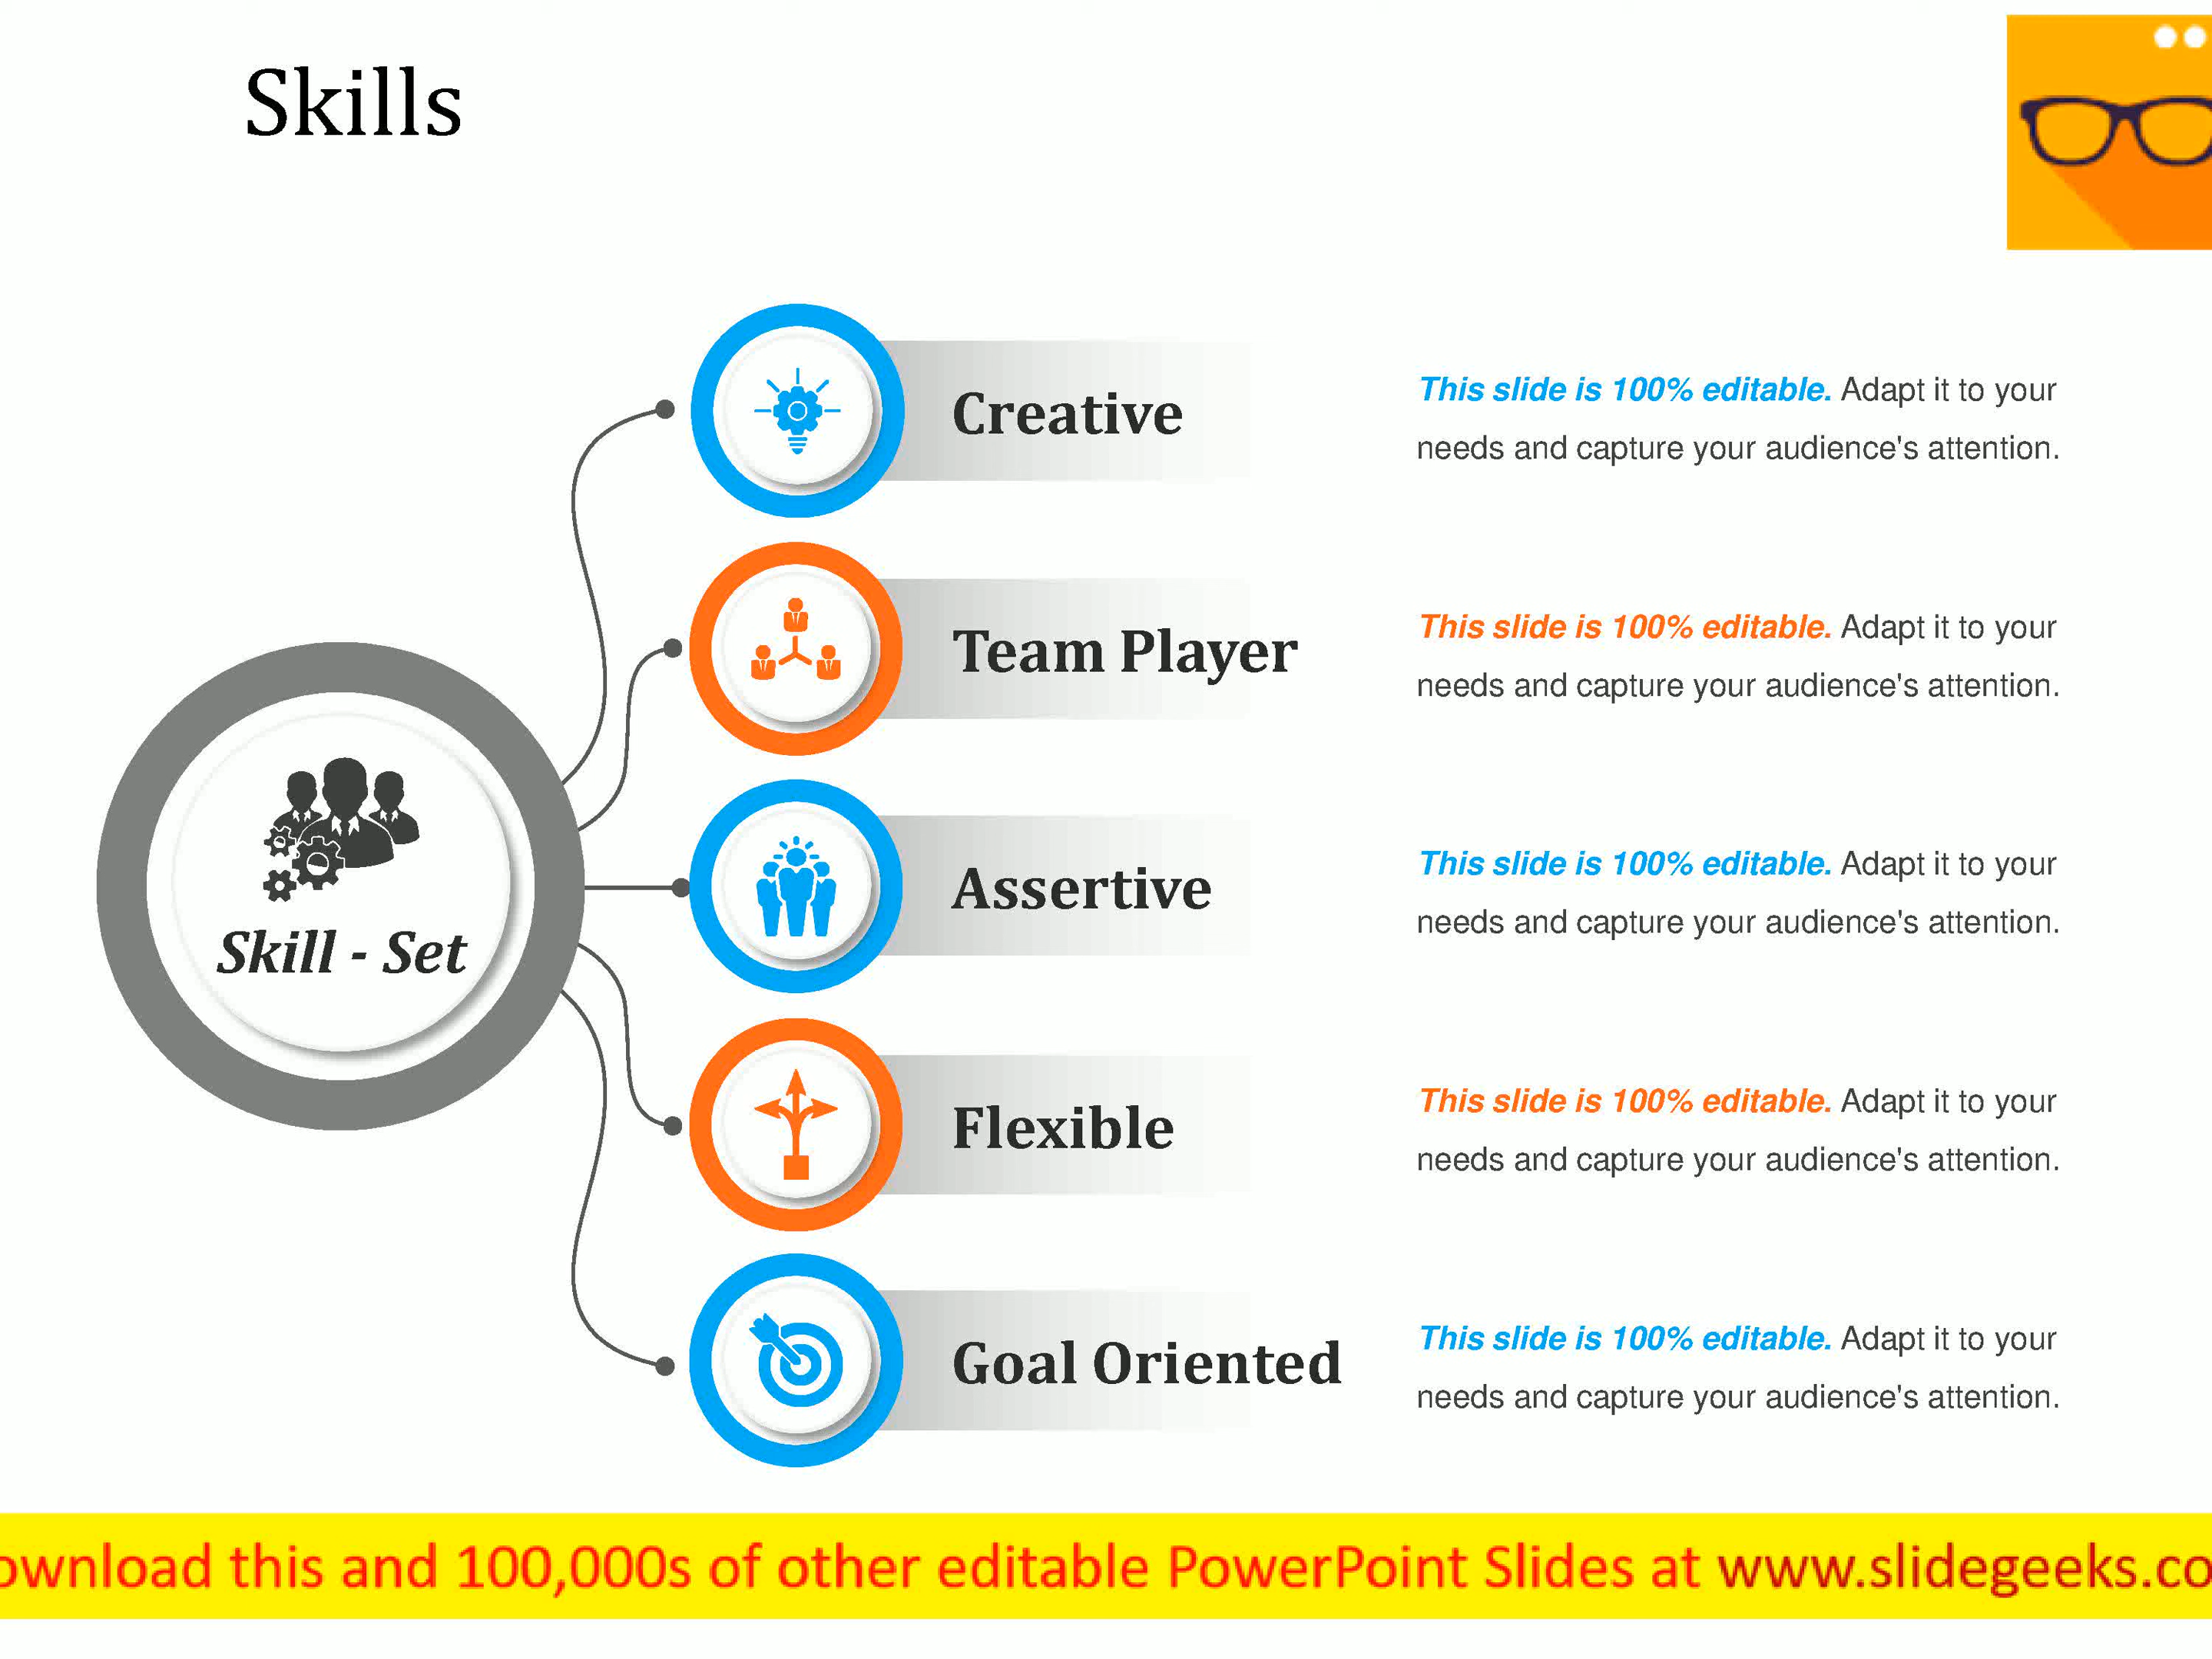 Skills
Creative
This slide is 100% editable. Adapt it to your
needs and capture your audience's attention.
Team Player
This slide is 100% editable. Adapt it to your
needs and capture your audience's attention.
Skill - Set
Assertive
This slide is 100% editable. Adapt it to your
needs and capture your audience's attention.
Flexible
This slide is 100% editable. Adapt it to your
needs and capture your audience's attention.
Goal Oriented
This slide is 100% editable. Adapt it to your
needs and capture your audience's attention.
ownload this and 100,000s of other editable PowerPoint Slides at www.slidegeeks.co